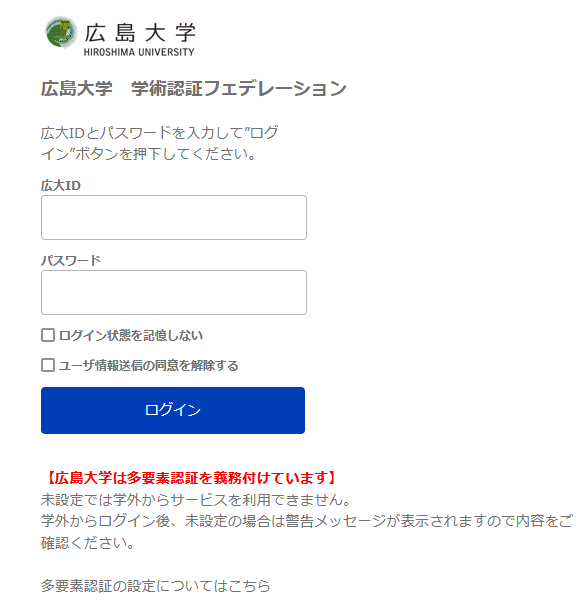 広島大学
HIROSHIMA UNIVERSITY
広島大学　学術認証フェデレーション
広大IDとパスワードを入力して”ログ
イン”ボタンを押下してください。
広大ID
パスワード
ログイン状態を記憶しない
ユーザ情報送信の同意を解除する
ログイン
【広島大学は多要素認証を義務付けています】
未設定では学外からサービスを利用できません。
学外からログイン後、未設定の場合は警告メッセージが表示されますので内容をご
確認ください。
多要素認証の設定についてはこちら